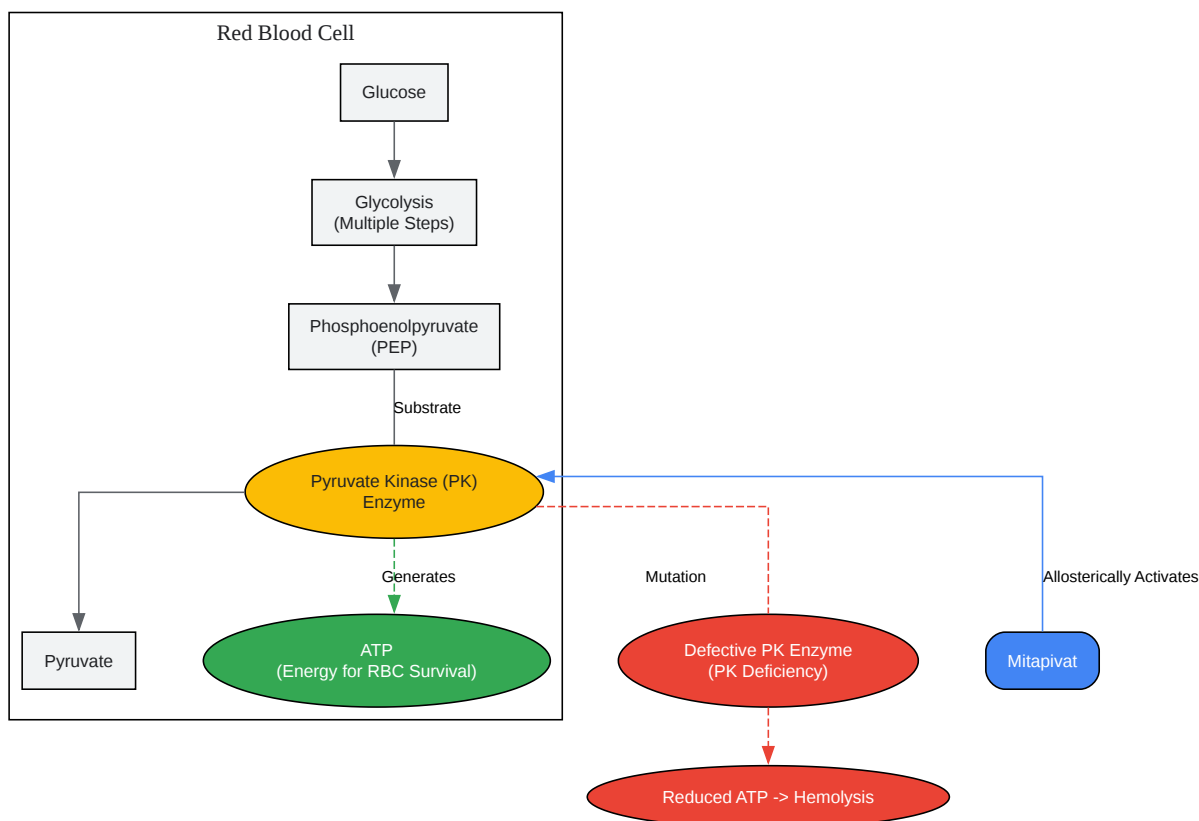 Red Blood Cell
Glucose
Glycolysis
(Multiple Steps)
Phosphoenolpyruvate
(PEP)
Substrate
Pyruvate Kinase (PK)
Enzyme
Generates
Mutation
Allosterically Activates
Pyruvate
ATP
(Energy for RBC Survival)
Defective PK Enzyme
(PK Deficiency)
Mitapivat
Reduced ATP -> Hemolysis